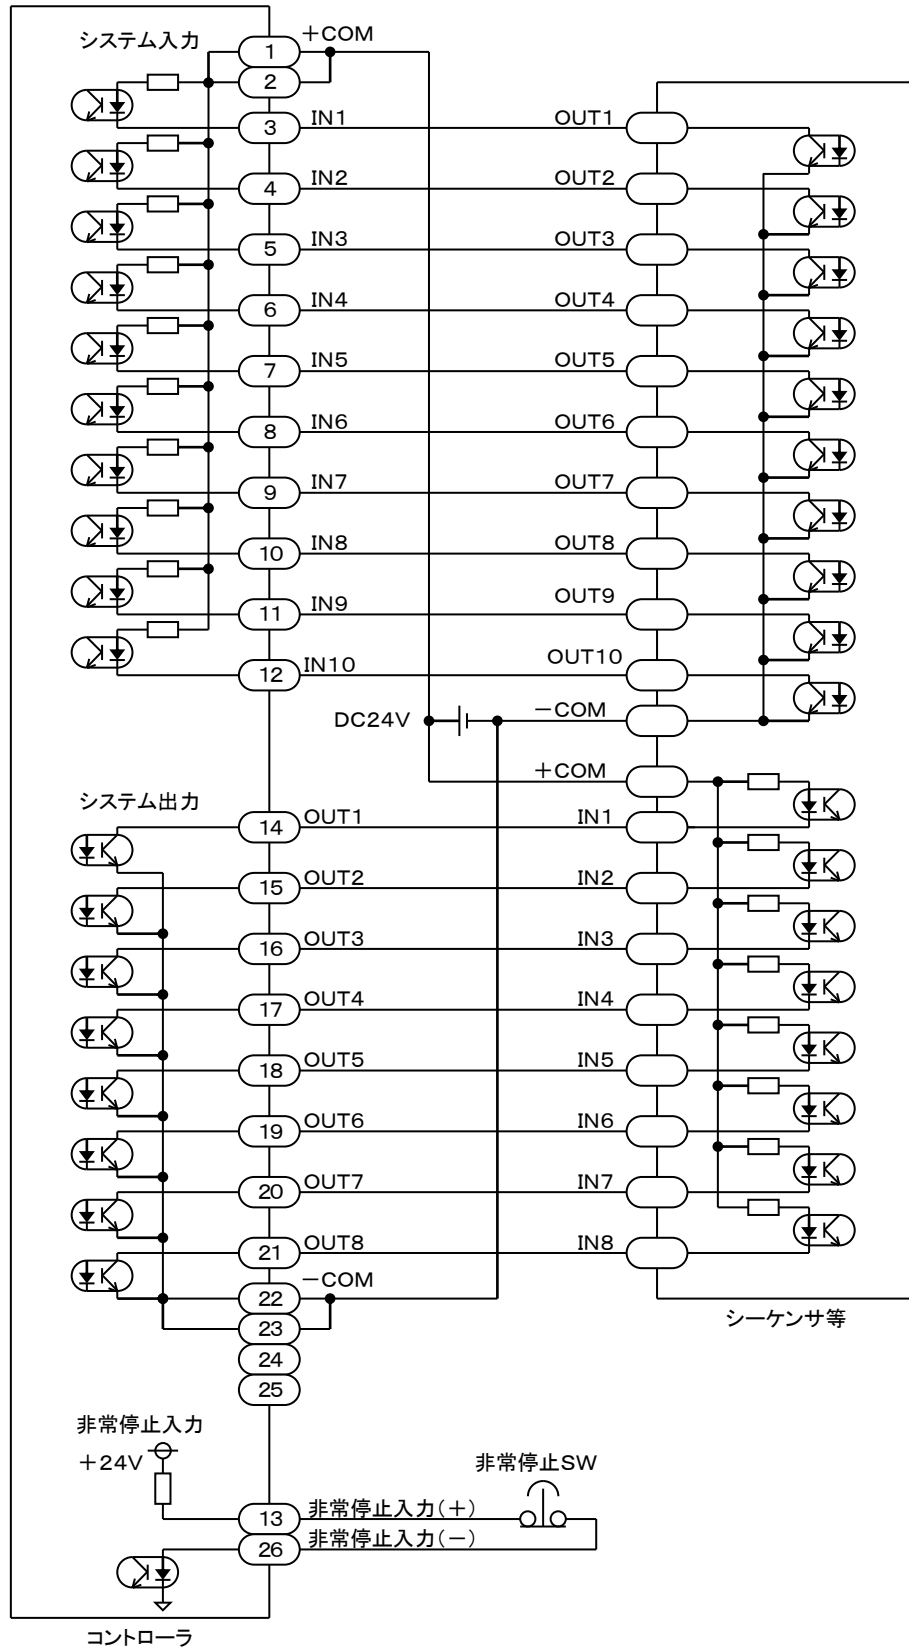 システム入力
1
+COM
2
3
IN1
OUT1
4
IN2
OUT2
5
IN3
OUT3
6
IN4
OUT4
7
IN5
OUT5
8
IN6
OUT6
9
IN7
OUT7
10
IN8
OUT8
11
IN9
OUT9
12
IN10
OUT10
DC24V
-COM
+COM
システム出力
14
OUT1
IN1
15
OUT2
IN2
16
OUT3
IN3
17
OUT4
IN4
18
OUT5
IN5
19
OUT6
IN6
20
OUT7
IN7
21
OUT8
IN8
22
-COM
23
24
25
シーケンサ等
非常停止入力
+24V
非常停止SW
13
非常停止入力(+)
26
非常停止入力(-)
コントローラ